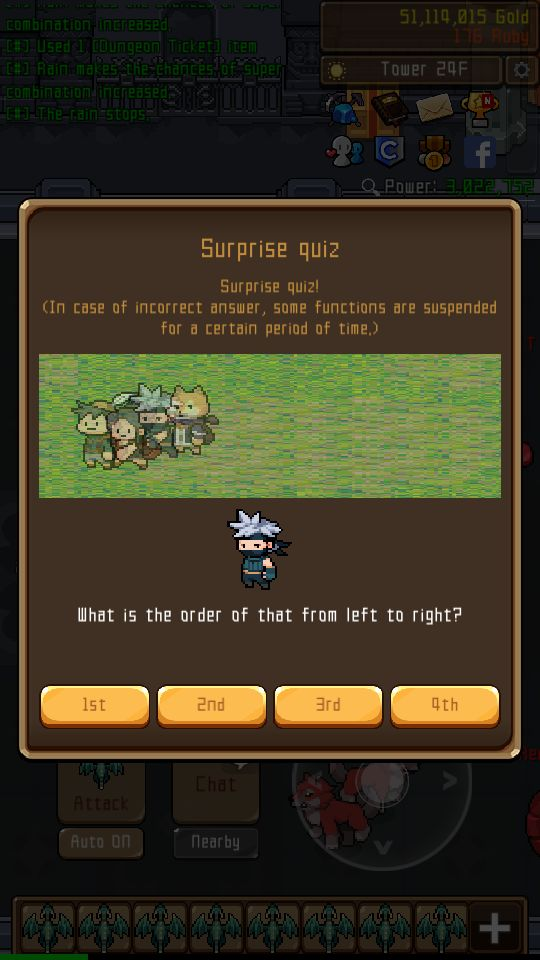 combination increased.
[#] Used 1 [Dungeon Ticket] item
[#] Rain makes the chances of super
combination increased.
[#] The rain stops.
51,114,015 Gold
176 Ruby
Tower 24F
N
C
f
Power: 3,022,752
Surprise quiz
Surprise quiz!
(In case of incorrect answer, some functions are suspended
for a certain period of time.)
What is the order of that from left to right?
1st
2nd
3rd
4th
Attack
Chat
Auto ON
Nearby